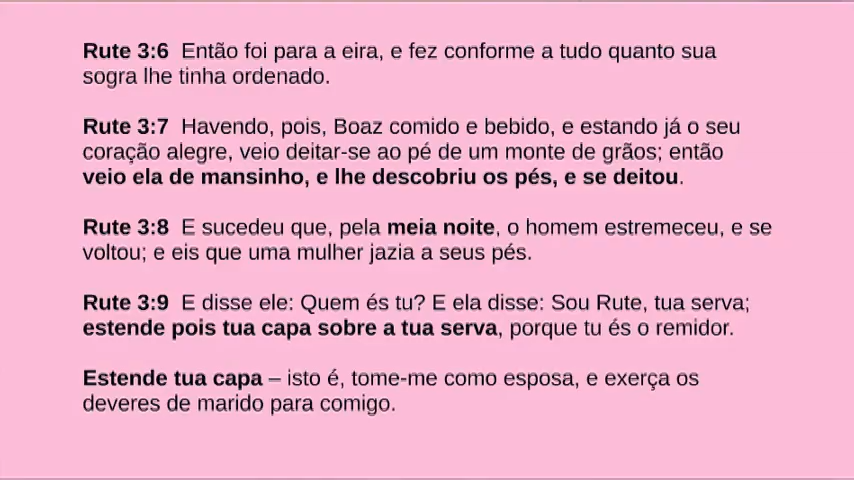 Rute 3:6 Então foi para a eira, e fez conforme a tudo quanto sua
sogra lhe tinha ordenado.
Rute 3:7 Havendo, pois, Boaz comido e bebido, e estando já o seu
coração alegre, veio deitar-se ao pé de um monte de grãos; então
veio ela de mansinho, e lhe descobriu os pés, e se deitou.
Rute 3:8 E sucedeu que, pela meia noite, o homem estremeceu, e se
voltou; e eis que uma mulher jazia a seus pés.
Rute 3:9 E disse ele: Quem és tu? E ela disse: Sou Rute, tua serva;
estende pois tua capa sobre a tua serva, porque tu és o remidor.
Estende tua capa – isto é, tome-me como esposa, e exerça os
deveres de marido para comigo.